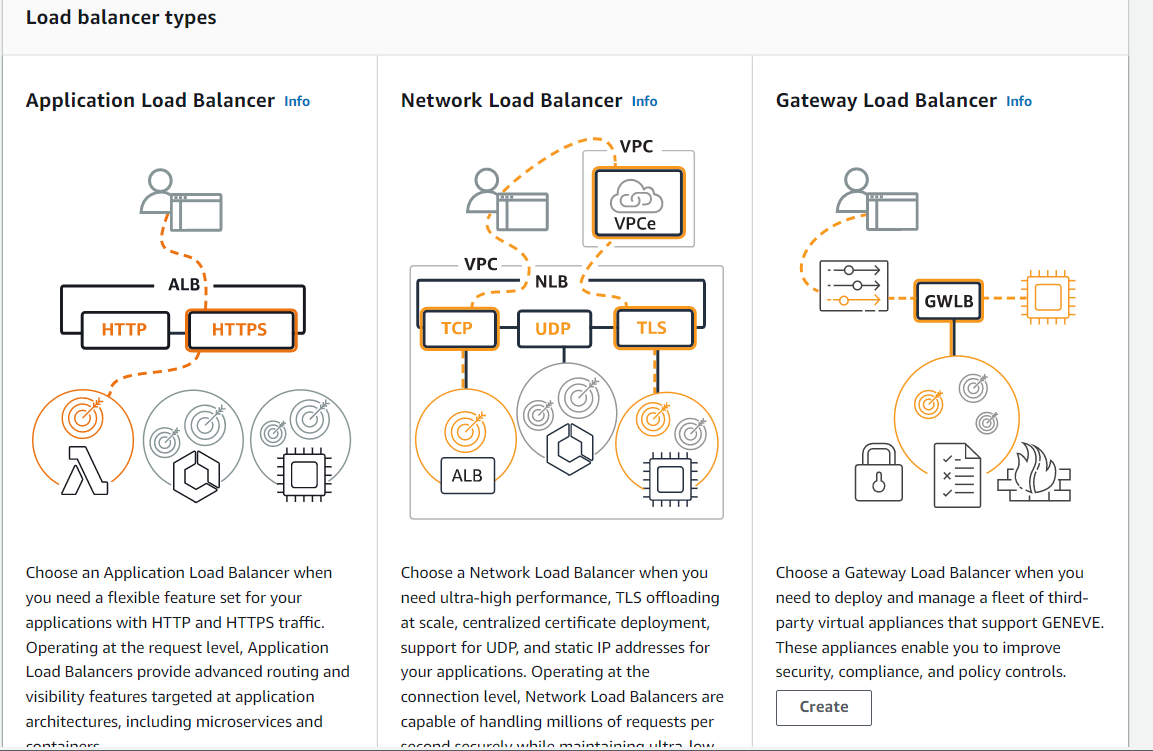 Load balancer types
Application Load Balancer Info
ALB
HTTP
HTTPS
Choose an Application Load Balancer when
you need a flexible feature set for your
applications with HTTP and HTTPS traffic.
Operating at the request level, Application
Load Balancers provide advanced routing and
visibility features targeted at application
architectures, including microservices and
containers.
Network Load Balancer Info
VPC
VPCe
VPC
NLB
TCP
UDP
TLS
ALB
Choose a Network Load Balancer when you
need ultra-high performance, TLS offloading
at scale, centralized certificate deployment,
support for UDP, and static IP addresses for
your applications. Operating at the
connection level, Network Load Balancers are
capable of handling millions of requests per
second securely while maintaining ultra-low
Gateway Load Balancer Info
GWLB
Choose a Gateway Load Balancer when you
need to deploy and manage a fleet of third-
party virtual appliances that support GENEVE.
These appliances enable you to improve
security, compliance, and policy controls.
Create